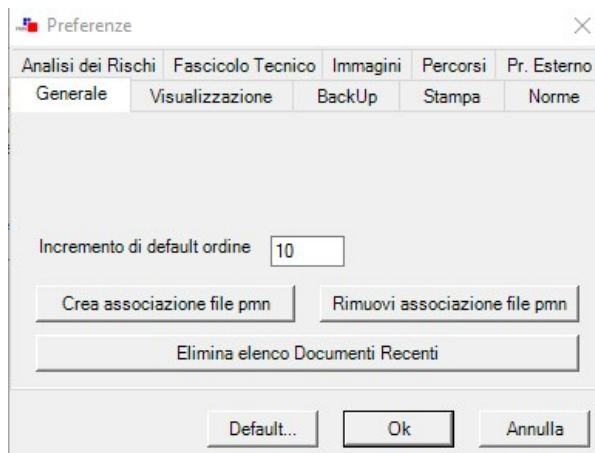 Preferenze
Analisi dei Rischi Fascicolo Tecnico Immagini Percorsi Pr. Esterno
Generale Visualizzazione BackUp Stampa Norme
Incremento di default ordine 10
Crea associazione file pmn Rimuovi associazione file pmn
Elimina elenco Documenti Recenti
Default... Ok Annulla